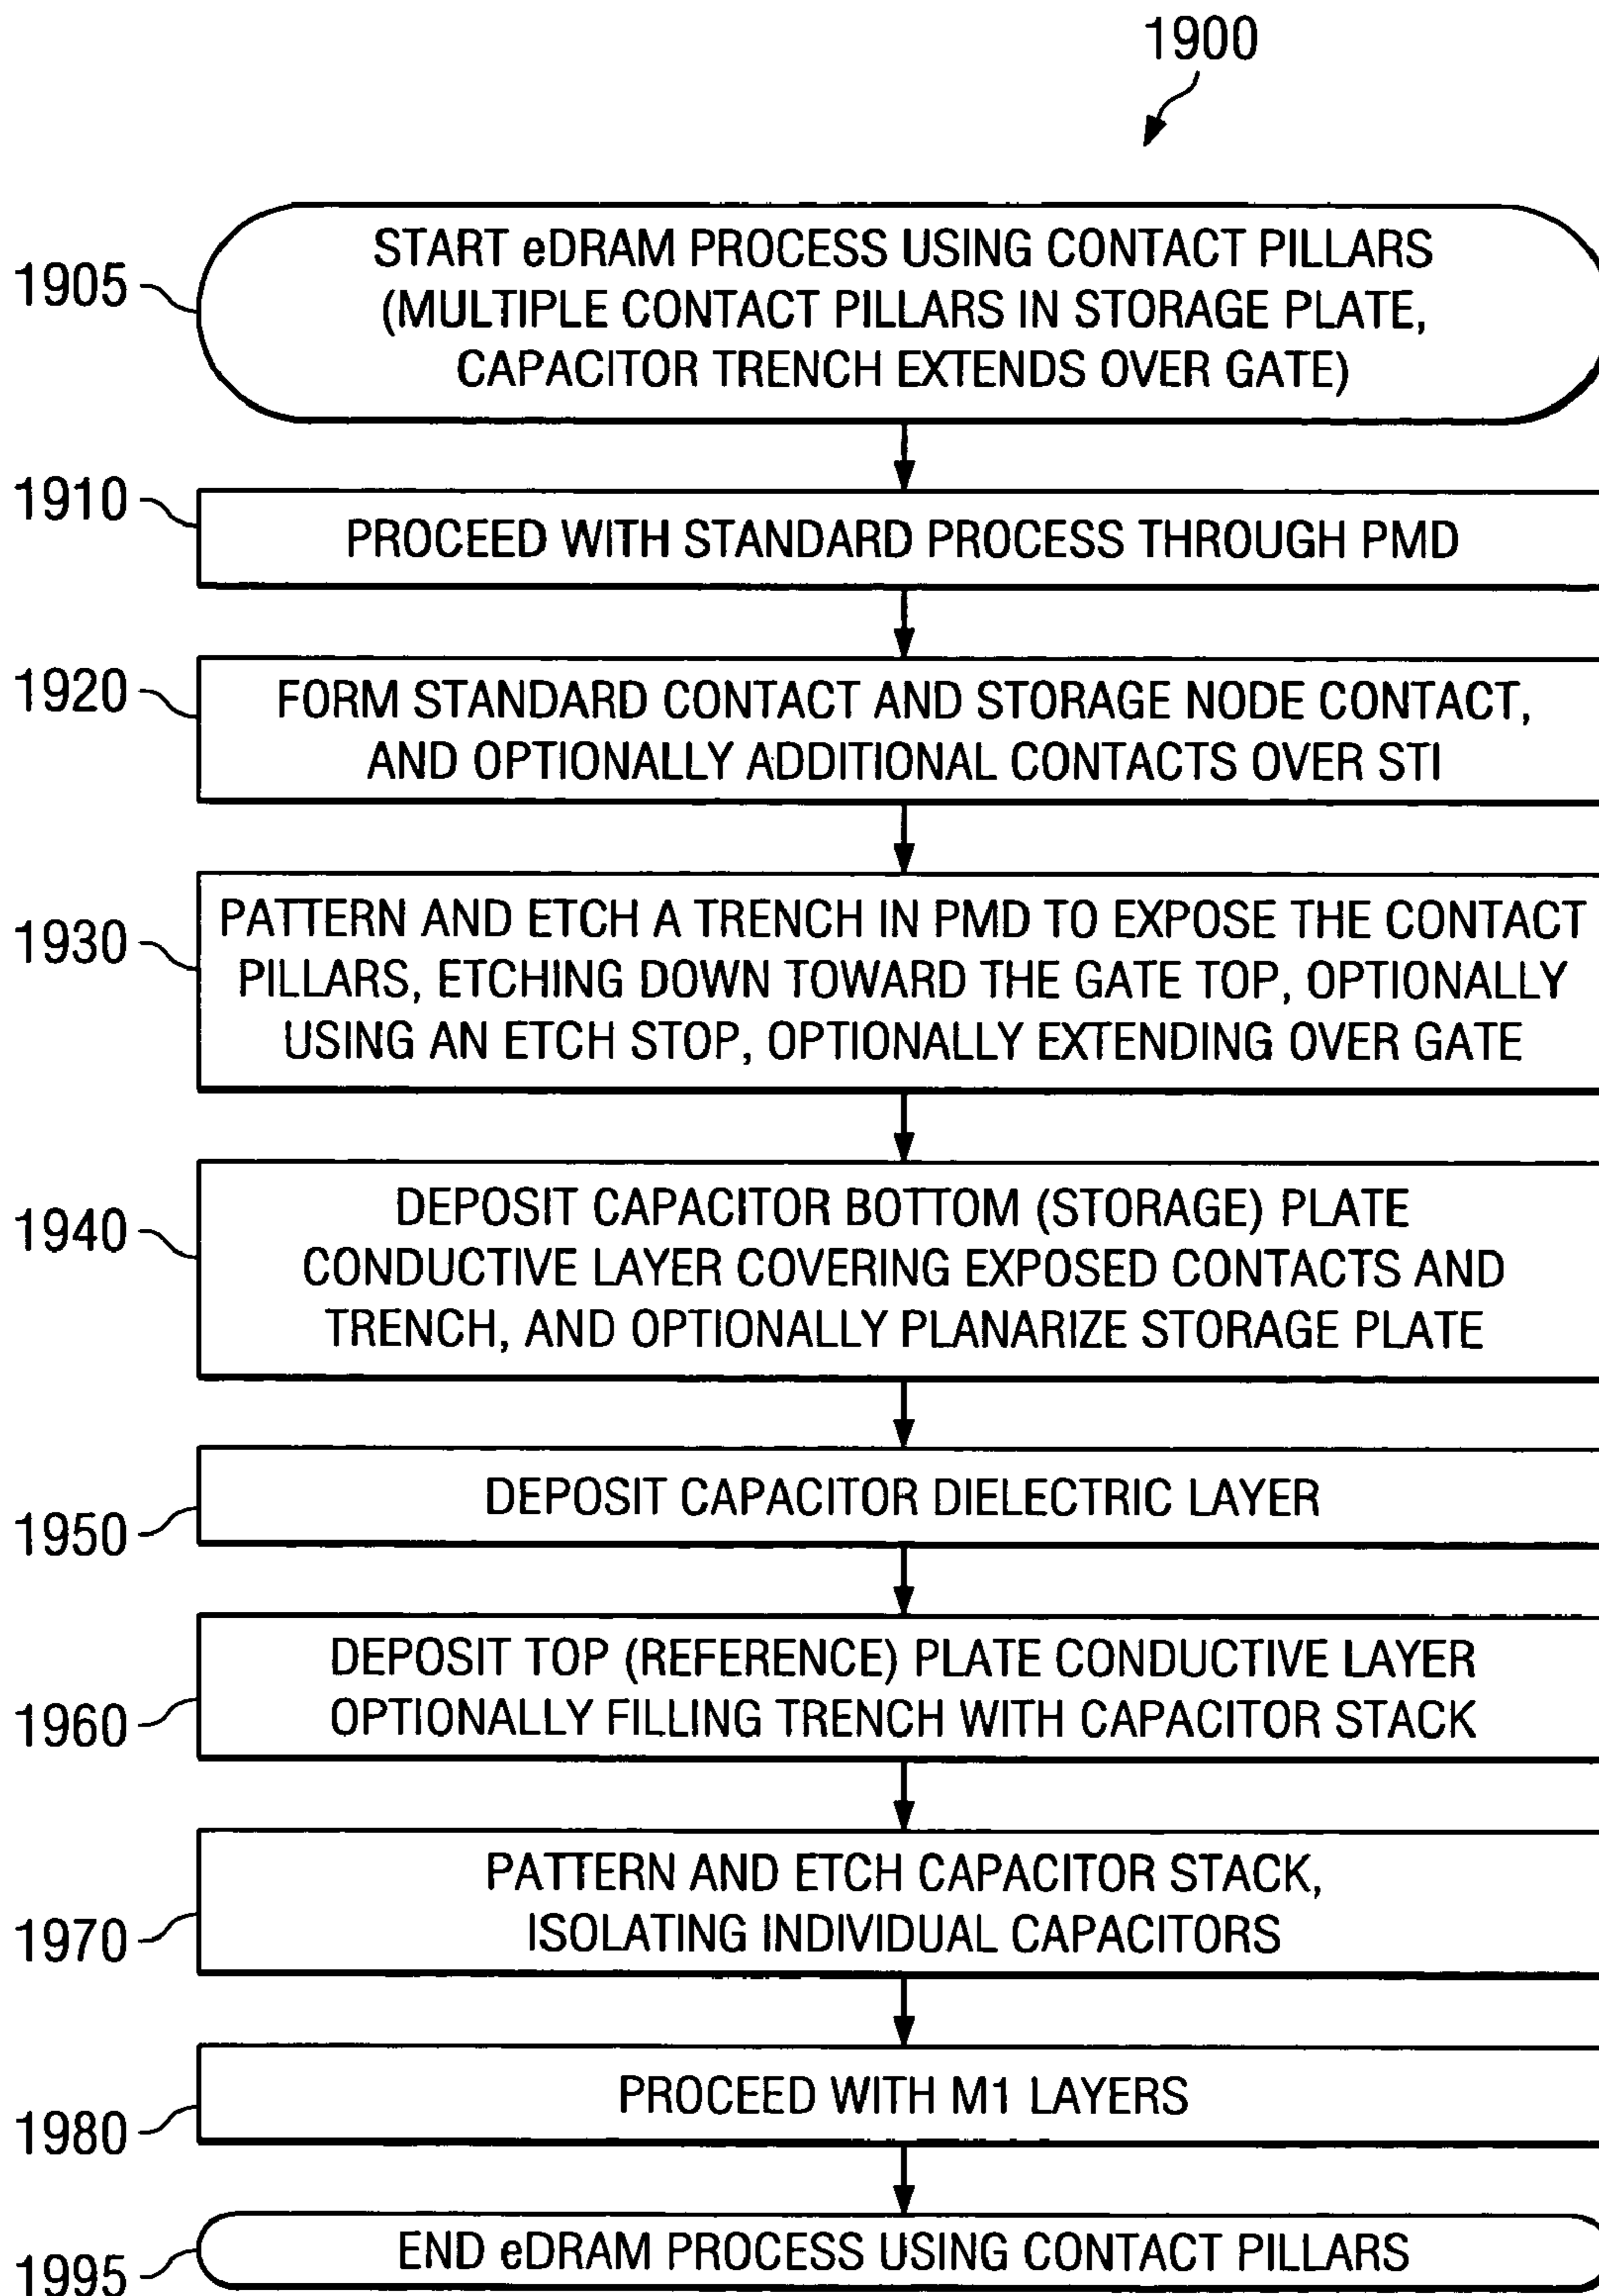 1900
1905
START eDRAM PROCESS USING CONTACT PILLARS
(MULTIPLE CONTACT PILLARS IN STORAGE PLATE,
CAPACITOR TRENCH EXTENDS OVER GATE)
1910
PROCEED WITH STANDARD PROCESS THROUGH PMD
1920
FORM STANDARD CONTACT AND STORAGE NODE CONTACT,
AND OPTIONALLY ADDITIONAL CONTACTS OVER STI
1930
PATTERN AND ETCH A TRENCH IN PMD TO EXPOSE THE CONTACT
PILLARS, ETCHING DOWN TOWARD THE GATE TOP, OPTIONALLY
USING AN ETCH STOP, OPTIONALLY EXTENDING OVER GATE
1940
DEPOSIT CAPACITOR BOTTOM (STORAGE) PLATE
CONDUCTIVE LAYER COVERING EXPOSED CONTACTS AND
TRENCH, AND OPTIONALLY PLANARIZE STORAGE PLATE
1950
DEPOSIT CAPACITOR DIELECTRIC LAYER
1960
DEPOSIT TOP (REFERENCE) PLATE CONDUCTIVE LAYER
OPTIONALLY FILLING TRENCH WITH CAPACITOR STACK
1970
PATTERN AND ETCH CAPACITOR STACK,
ISOLATING INDIVIDUAL CAPACITORS
1980
PROCEED WITH M1 LAYERS
1995
END eDRAM PROCESS USING CONTACT PILLARS